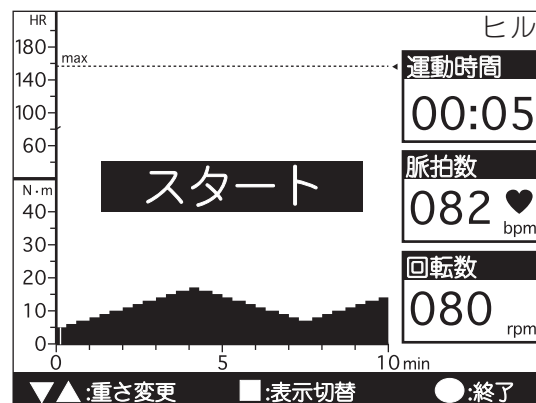 HR
ヒル
180
max
運動時間
140
00:05
100
60
脈拍数
スタート
082 ♥
bpm
N·m
40
30
回転数
20
080
10
rpm
0
0 5 10 min
▼▲:重さ変更 ■:表示切替 ●:終了